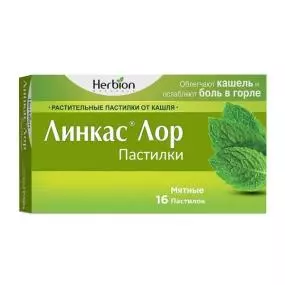 Herbion
Облегчают кашель и
ослабляют боль в горле
РАСТИТЕЛЬНЫЕ ПАСТИЛКИ ОТ КАШЛЯ
Линкас® Лор
Пастилки
Мятные
16 Пастилок